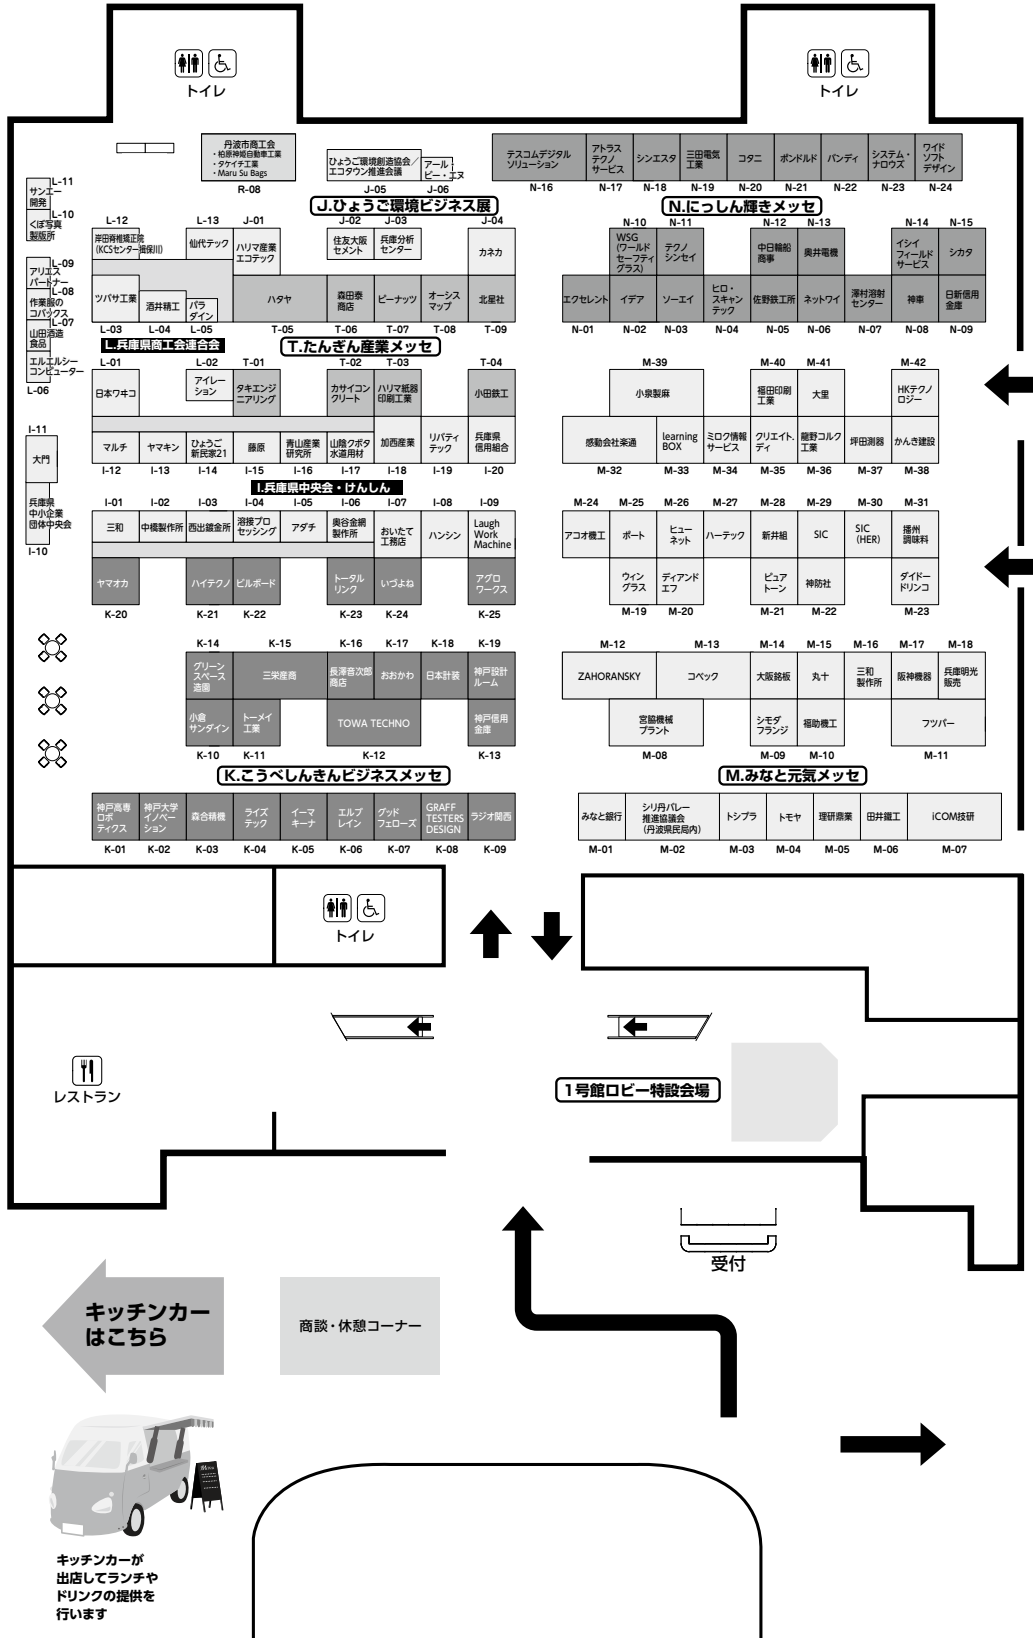 トイレ
トイレ
丹波市商工会
・柏原神姫自動車工業
・タケイチ工業
・Maru Su Bags
R-08
ひょうご環境創造協会／
エコタウン推進会議
J-05
アール・
ピー・エヌ
J-06
J.ひょうご環境ビジネス展
テスコムデジタル
ソリューション
N-16
アトラス
テクノ
サービス
N-17
シンエスタ
N-18
三田電気
工業
N-19
コタニ
N-20
ボンドルド
N-21
バンディ
N-22
システム・
ナロウズ
N-23
ワイド
ソフト
デザイン
N-24
N.にっしん輝きメッセ
L-11
サンエー
開発
L-10
くぼ写真
製版所
L-09
アリエス
パートナー
L-08
作業服の
コバックス
L-07
山田酒造
食品
エルエルシー
コンピューター
L-06
L-12
岸田脊椎矯正院
(KCSセンター揖保川)
L-13
仙代テック
J-01
ハリマ産業
エコテック
J-02
住友大阪
セメント
J-03
兵庫分析
センター
J-04
カネカ
ツバサ工業
L-03
酒井精工
L-04
パラ
ダイン
L-05
ハタヤ
T-05
森田泰
商店
T-06
ピーナッツ
T-07
オーシス
マップ
T-08
北星社
T-09
L.兵庫県商工会連合会
T.たんぎん産業メッセ
N-10
WSG
(ワールド
セーフティ
グラス)
N-11
テクノ
シンセイ
N-12
中日輪船
商事
N-13
奥井電機
N-14
イシイ
フィールド
サービス
N-15
シカタ
エクセレント
N-01
イデア
N-02
ソーエイ
N-03
ヒロ・
スキャン
テック
N-04
佐野鉄工所
N-05
ネットワイ
N-06
澤村溶射
センター
N-07
神車
N-08
日新信用
金庫
N-09
L-01
日本ワキコ
L-02
アイレー
ション
T-01
タキエンジ
ニアリング
T-02
カサイコン
クリート
T-03
ハリマ紙器
印刷工業
T-04
小田鉄工
マルチ
I-12
ヤマキン
I-13
ひょうご
新民家21
I-14
藤原
I-15
青山産業
研究所
I-16
山陰クボタ
水道用材
I-17
加西産業
I-18
リバティ
テック
I-19
兵庫県
信用組合
I-20
I.兵庫県中央会・けんしん
M-39
小泉製麻
M-40
福田印刷
工業
M-41
大里
M-42
HKテクノ
ロジー
感動会社楽通
M-32
learning
BOX
M-33
ミロク情報
サービス
M-34
クリエイト.
ディ
M-35
龍野コルク
工業
M-36
坪田測器
M-37
かんき建設
M-38
I-11
大門
兵庫県
中小企業
団体中央会
I-10
I-01
三和
I-02
中橋製作所
I-03
西出鍍金所
I-04
溶接プロ
セッシング
I-05
アダチ
I-06
奥谷金網
製作所
I-07
おいたて
工務店
I-08
ハンシン
I-09
Laugh
Work
Machine
ヤマオカ
K-20
ハイテクノ
K-21
ビルボード
K-22
トータル
リンク
K-23
いづよね
K-24
アグロ
ワークス
K-25
M-24
アコオ機工
M-25
ポート
M-26
ヒュー
ネット
M-27
ハーテック
M-28
新井組
M-29
SIC
M-30
SIC
(HER)
M-31
播州
調味料
ウィン
グラス
M-19
ディアンド
エフ
M-20
ピュア
トーン
M-21
神防社
M-22
ダイドー
ドリンコ
M-23
K-14
グリーン
スペース
造園
K-15
三栄産商
K-16
長澤音次郎
商店
K-17
おおかわ
K-18
日本計装
K-19
神戸設計
ルーム
小倉
サンダイン
K-10
トーメイ
工業
K-11
TOWA TECHNO
K-12
神戸信用
金庫
K-13
K.こうべしんきんビジネスメッセ
M-12
ZAHORANSKY
M-13
コベック
M-14
大阪銘板
M-15
丸十
M-16
三和
製作所
M-17
阪神機器
M-18
兵庫明光
販売
宮脇機械
プラント
M-08
シモダ
フランジ
M-09
福助機工
M-10
フツパー
M-11
M.みなと元気メッセ
神戸高専
ロボ
ティクス
K-01
神戸大学
イノベー
ション
K-02
森合精機
K-03
ライズ
テック
K-04
イーマ
キーナ
K-05
エルブ
レイン
K-06
グッド
フェローズ
K-07
GRAFF
TESTERS
DESIGN
K-08
ラジオ関西
K-09
みなと銀行
M-01
シリ丹バレー
推進協議会
(丹波県民局内)
M-02
トシプラ
M-03
トモヤ
M-04
理研鼎業
M-05
田井鐵工
M-06
iCOM技研
M-07
トイレ
レストラン
1号館ロビー特設会場
受付
キッチンカー
はこちら
商談・休憩コーナー
Menu
キッチンカーが
出店してランチや
ドリンクの提供を
行います